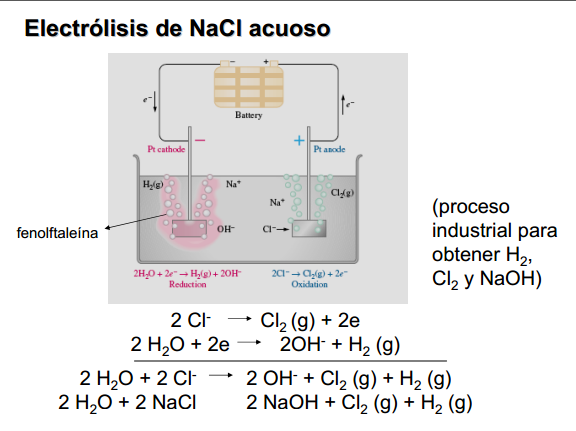 Electrólisis de NaCl acuoso
- +
e⁻ e⁻
Battery
Pt cathode − + Pt anode
H₂(g) Na⁺ Cl₂(g)
Na⁺
fenolftaleína OH⁻ Cl⁻
2H₂O + 2e⁻ → H₂(g) + 2OH⁻ 2Cl⁻ → Cl₂(g) + 2e⁻
Reduction Oxidation
(proceso
industrial para
obtener H₂,
Cl₂ y NaOH)
2 Cl⁻ → Cl₂ (g) + 2e
2 H₂O + 2e → 2OH⁻ + H₂ (g)
2 H₂O + 2 Cl⁻ → 2 OH⁻ + Cl₂ (g) + H₂ (g)
2 H₂O + 2 NaCl 2 NaOH + Cl₂ (g) + H₂ (g)